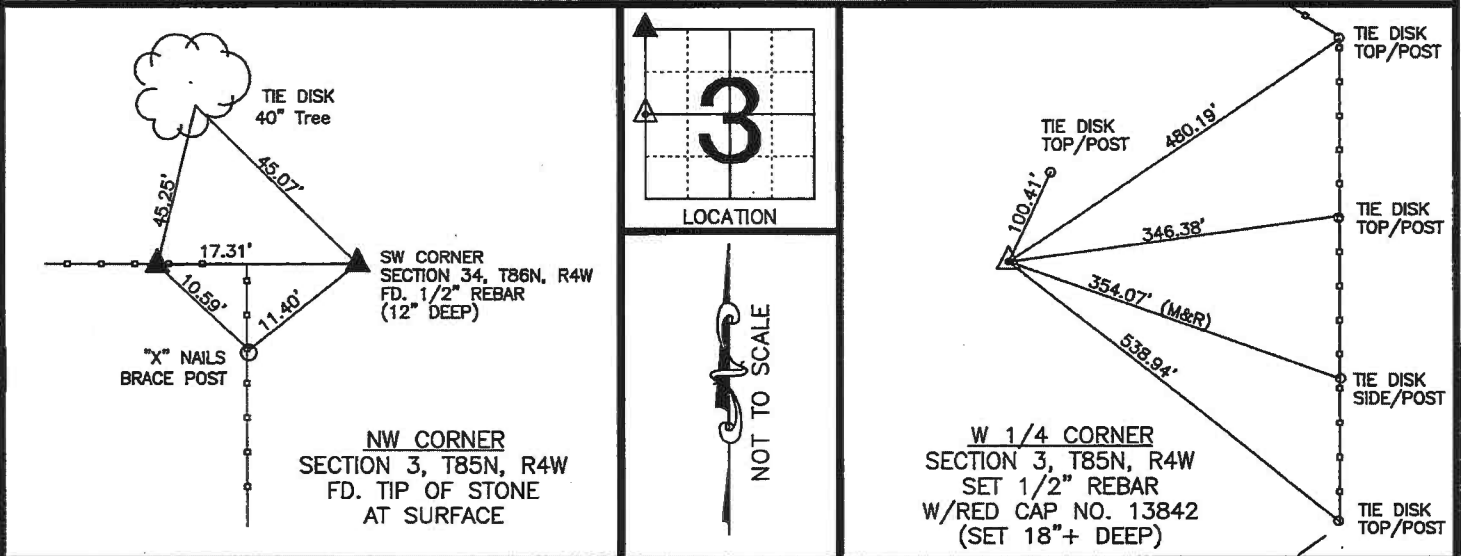 TIE DISK
40" Tree
45.25'
45.07'
17.31'
10.59'
11.40'
SW CORNER
SECTION 34, T86N, R4W
FD. 1/2" REBAR
(12" DEEP)
"X" NAILS
BRACE POST
NW CORNER
SECTION 3, T85N, R4W
FD. TIP OF STONE
AT SURFACE
3
LOCATION
NOT TO SCALE
TIE DISK
TOP/POST
TIE DISK
TOP/POST
100.41'
480.19'
346.38'
TIE DISK
TOP/POST
354.07' (M&R)
538.94'
TIE DISK
SIDE/POST
TIE DISK
TOP/POST
W 1/4 CORNER
SECTION 3, T85N, R4W
SET 1/2" REBAR
W/RED CAP NO. 13842
(SET 18"+ DEEP)